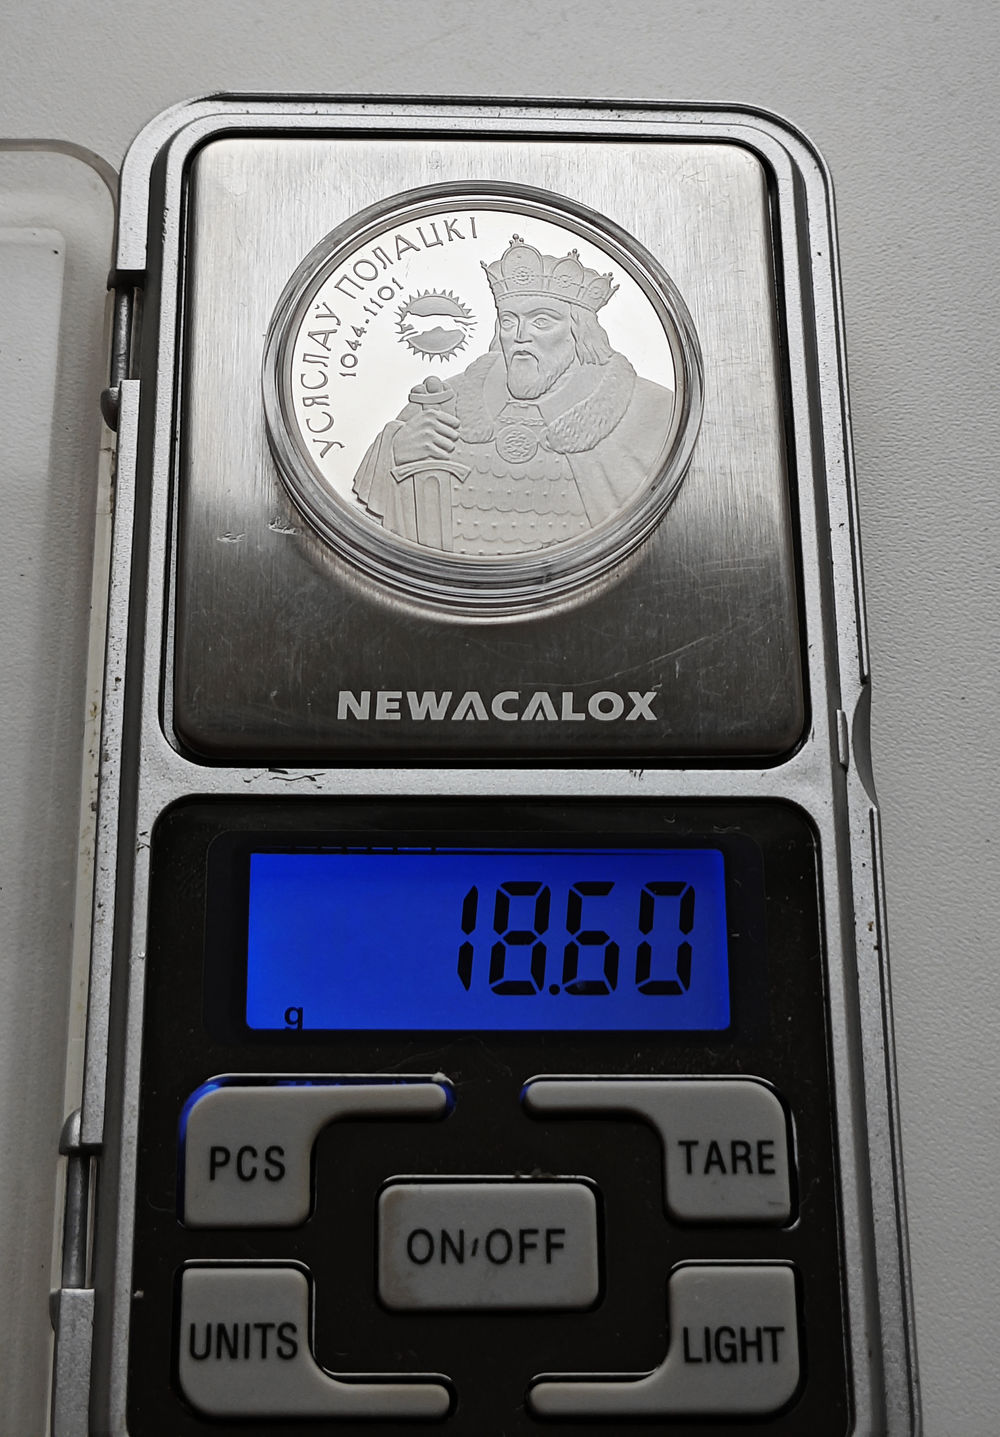 УСЯСЛАЎ ПОЛАЦКІ
1044-1101
NEWACALOX
18.60
g
PCS
TARE
ON/OFF
UNITS
LIGHT